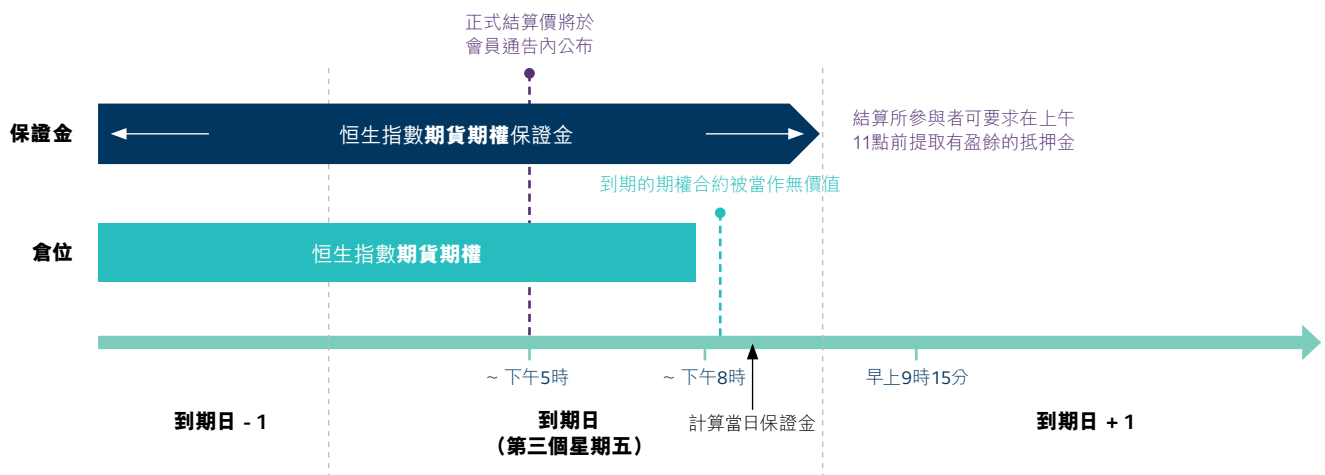 正式結算價將於
會員通告內公布
保證金
恒生指數期貨期權保證金
結算所參與者可要求在上午
11點前提取有盈餘的抵押金
到期的期權合約被當作無價值
倉位
恒生指數期貨期權
~ 下午5時
~ 下午8時
早上9時15分
到期日 - 1
到期日
（第三個星期五）
計算當日保證金
到期日 + 1